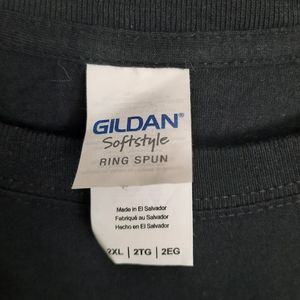 GILDAN®
Softstyle
RING SPUN
Made in El Salvador
Fabriqué au Salvador
Hecho en El Salvador
2XL | 2TG | 2EG